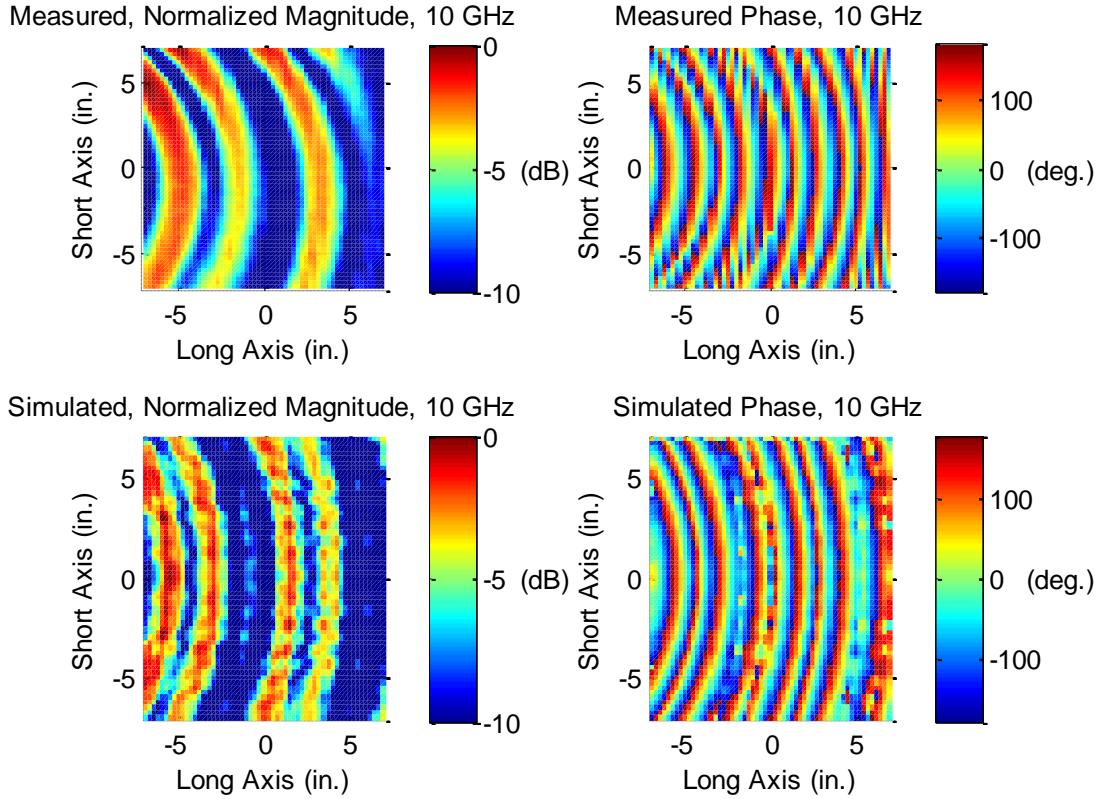 Measured, Normalized Magnitude, 10 GHz
Short Axis (in.)
5
0
-5
-5
0
5
Long Axis (in.)
0
-5
-10
(dB)
Measured Phase, 10 GHz
Short Axis (in.)
5
0
-5
-5
0
5
Long Axis (in.)
100
0
-100
(deg.)
Simulated, Normalized Magnitude, 10 GHz
Short Axis (in.)
5
0
-5
-5
0
5
Long Axis (in.)
0
-5
-10
(dB)
Simulated Phase, 10 GHz
Short Axis (in.)
5
0
-5
-5
0
5
Long Axis (in.)
100
0
-100
(deg.)